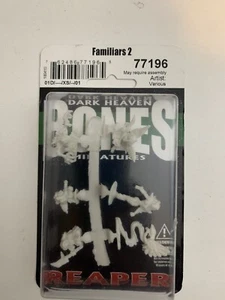 Familiars 2
77196
May require assembly
Artist:
Various
DARK HEAVEN
BONES
MINIATURES
REAPER